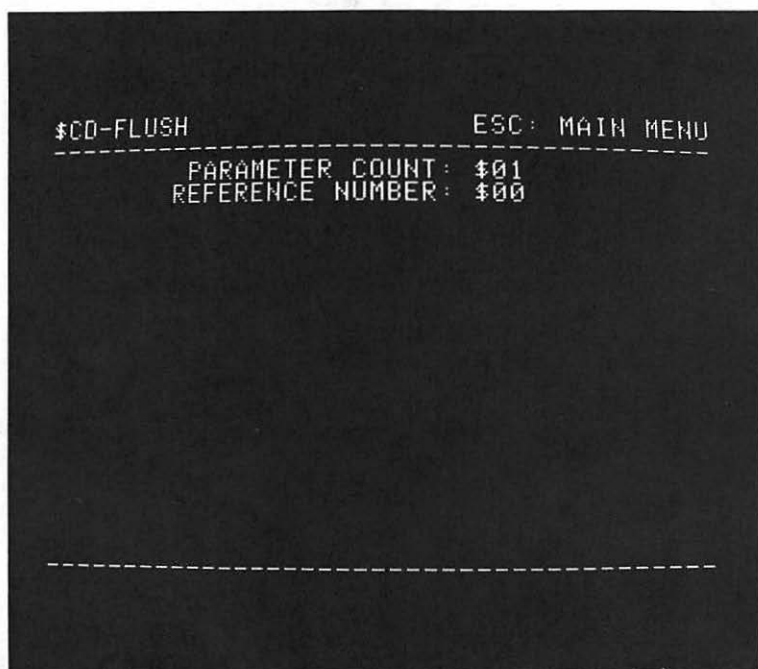 $CD-FLUSH ESC: MAIN MENU
PARAMETER COUNT: $01
REFERENCE NUMBER: $00